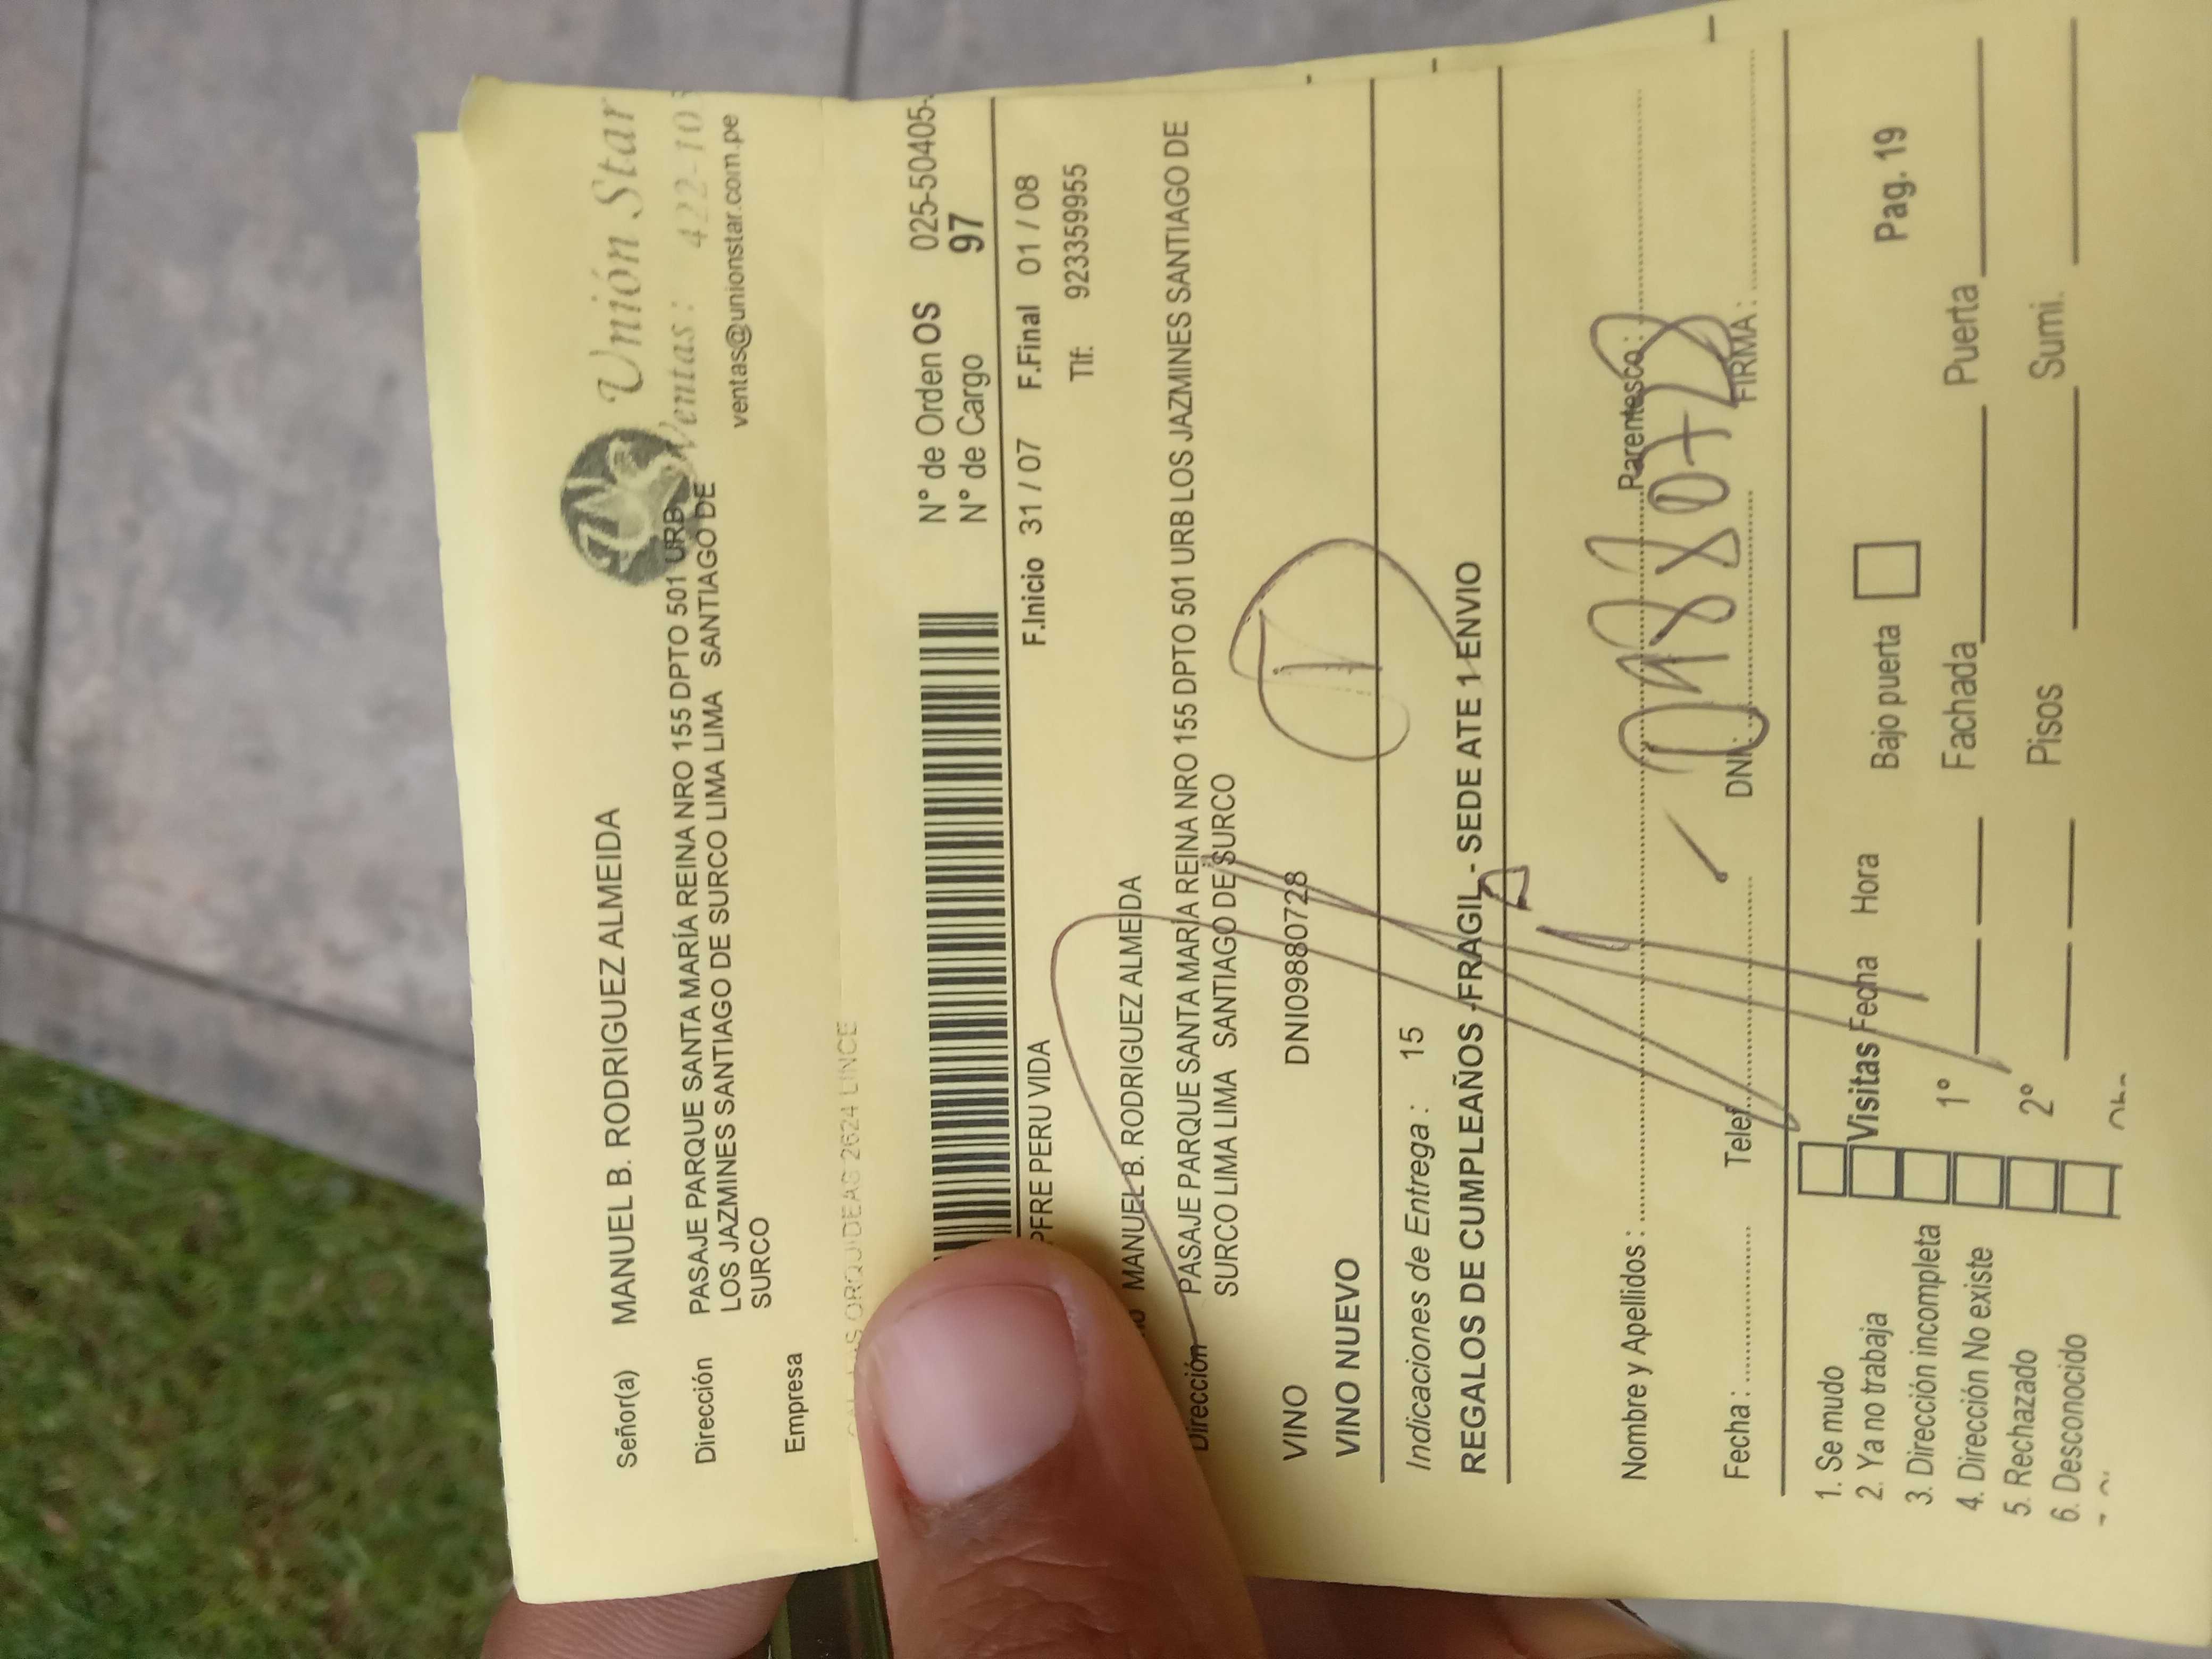 Unión Star
Ventas : 422-10
ventas@unionstar.com.pe
Señor(a) MANUEL B. RODRIGUEZ ALMEIDA
Dirección PASAJE PARQUE SANTA MARÍA REINA NRO 155 DPTO 501 URB
LOS JAZMINES SANTIAGO DE SURCO LIMA LIMA SANTIAGO DE
SURCO
Empresa
ORQUIDEAS 2624 LINCE
N° de Orden OS 025-50405-
N° de Cargo 97
PFRE PERU VIDA F.Inicio 31 / 07 F.Final 01 / 08
Tlf: 923359955
MANUEL B. RODRIGUEZ ALMEIDA
Dirección PASAJE PARQUE SANTA MARÍA REINA NRO 155 DPTO 501 URB LOS JAZMINES SANTIAGO DE
SURCO LIMA LIMA SANTIAGO DE SURCO
VINO DNI09880728
VINO NUEVO
Indicaciones de Entrega : 15
REGALOS DE CUMPLEAÑOS -FRAGIL - SEDE ATE 1 ENVIO
Nombre y Apellidos : Parentesco :
Fecha : Telef. DNI : FIRMA :
1. Se mudo
2. Ya no trabaja
3. Dirección incompleta
4. Dirección No existe
5. Rechazado
6. Desconocido
Visitas Fecha Hora Bajo puerta Pag. 19
1° Fachada Puerta
2° Pisos Sumi.